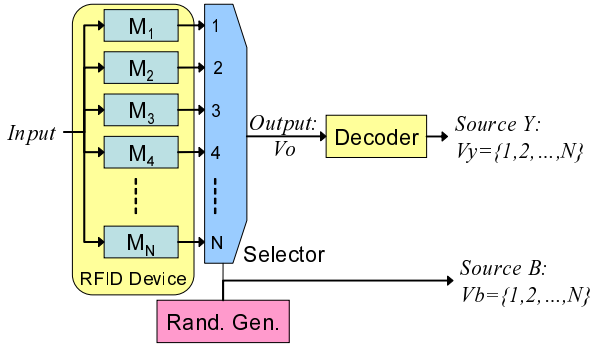 M1
1
M2
2
M3
3
M4
4
MN
N
Input
RFID Device
Output:
Vo
Decoder
Source Y:
Vy={1,2,...,N}
Selector
Source B:
Vb={1,2,...,N}
Rand. Gen.